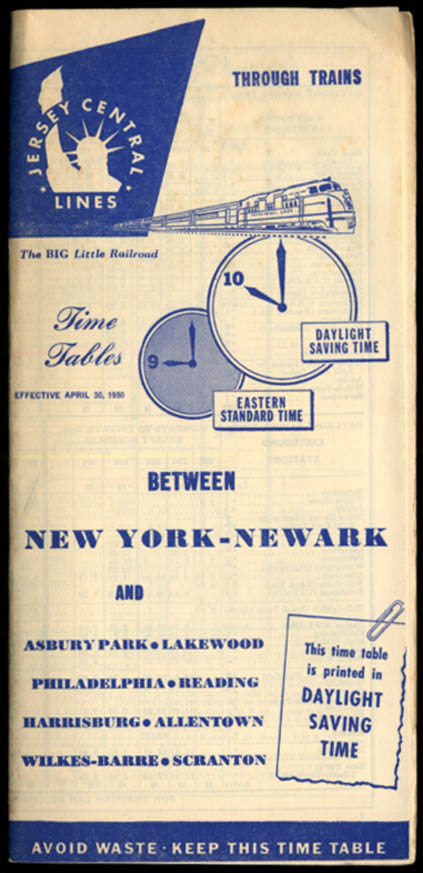 THROUGH TRAINS
JERSEY CENTRAL
LINES
The BIG Little Railroad
10
Time
Tables
9
DAYLIGHT
SAVING TIME
EFFECTIVE APRIL 30, 1950
EASTERN
STANDARD TIME
BETWEEN
NEW YORK-NEWARK
AND
ASBURY PARK • LAKEWOOD
PHILADELPHIA • READING
HARRISBURG • ALLENTOWN
WILKES-BARRE • SCRANTON
This time table
is printed in
DAYLIGHT
SAVING
TIME
AVOID WASTE · KEEP THIS TIME TABLE